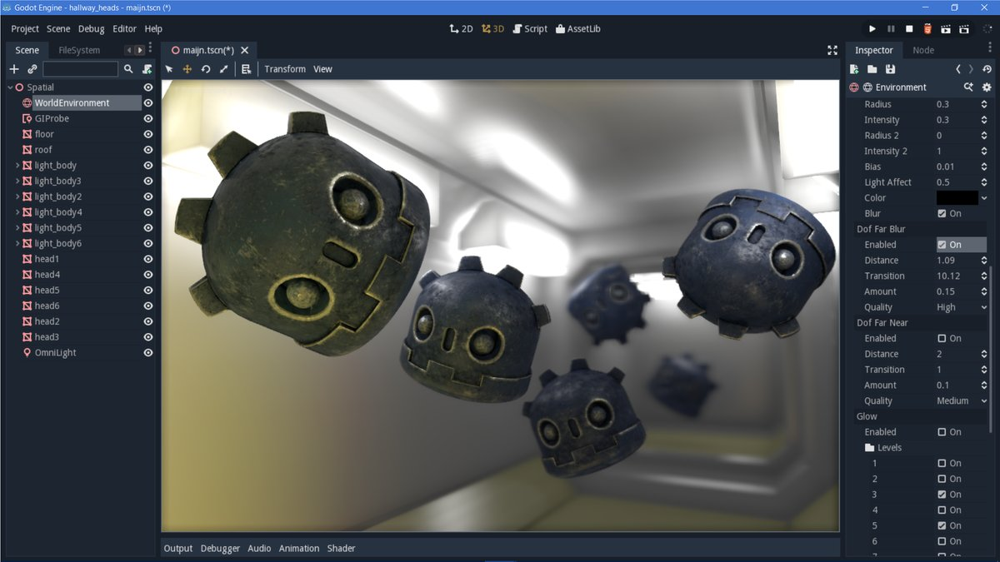 Godot Engine - hallway_heads - maijn.tscn (*)
Project Scene Debug Editor Help
2D 3D Script AssetLib
Scene FileSystem
maijn.tscn(*)
Inspector Node
Transform View
Spatial
WorldEnvironment
GIProbe
floor
roof
light_body
light_body3
light_body2
light_body4
light_body5
light_body6
head1
head4
head5
head6
head2
head3
OmniLight
Output Debugger Audio Animation Shader
Environment
Radius 0.3
Intensity 0.3
Radius 2 0
Intensity 2 1
Bias 0.01
Light Affect 0.5
Color
Blur On
Dof Far Blur
Enabled On
Distance 1.09
Transition 10.12
Amount 0.15
Quality High
Dof Far Near
Enabled On
Distance 2
Transition 1
Amount 0.1
Quality Medium
Glow
Enabled On
Levels
1 On
2 On
3 On
4 On
5 On
6 On